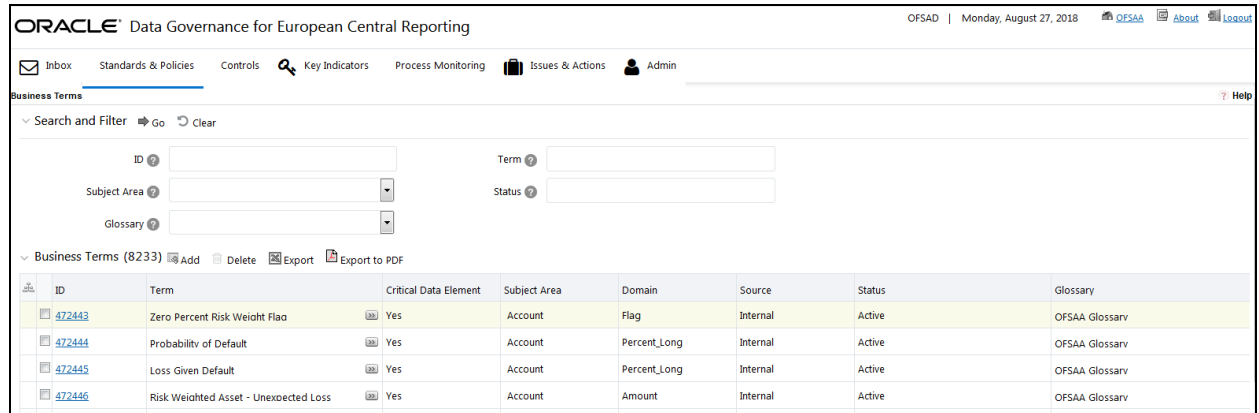 ORACLE® Data Governance for European Central Reporting
OFSAD | Monday, August 27, 2018 OFSAA About Logout
Inbox Standards & Policies Controls Key Indicators Process Monitoring Issues & Actions Admin
Business Terms ? Help
Search and Filter Go Clear
ID ? Term ?
Subject Area ? Status ?
Glossary ?
Business Terms (8233) Add Delete Export Export to PDF
ID Term Critical Data Element Subject Area Domain Source Status Glossary
472443 Zero Percent Risk Weight Flag >> Yes Account Flag Internal Active OFSAA Glossary
472444 Probability of Default >> Yes Account Percent_Long Internal Active OFSAA Glossary
472445 Loss Given Default >> Yes Account Percent_Long Internal Active OFSAA Glossary
472446 Risk Weighted Asset - Unexpected Loss >> Yes Account Amount Internal Active OFSAA Glossary